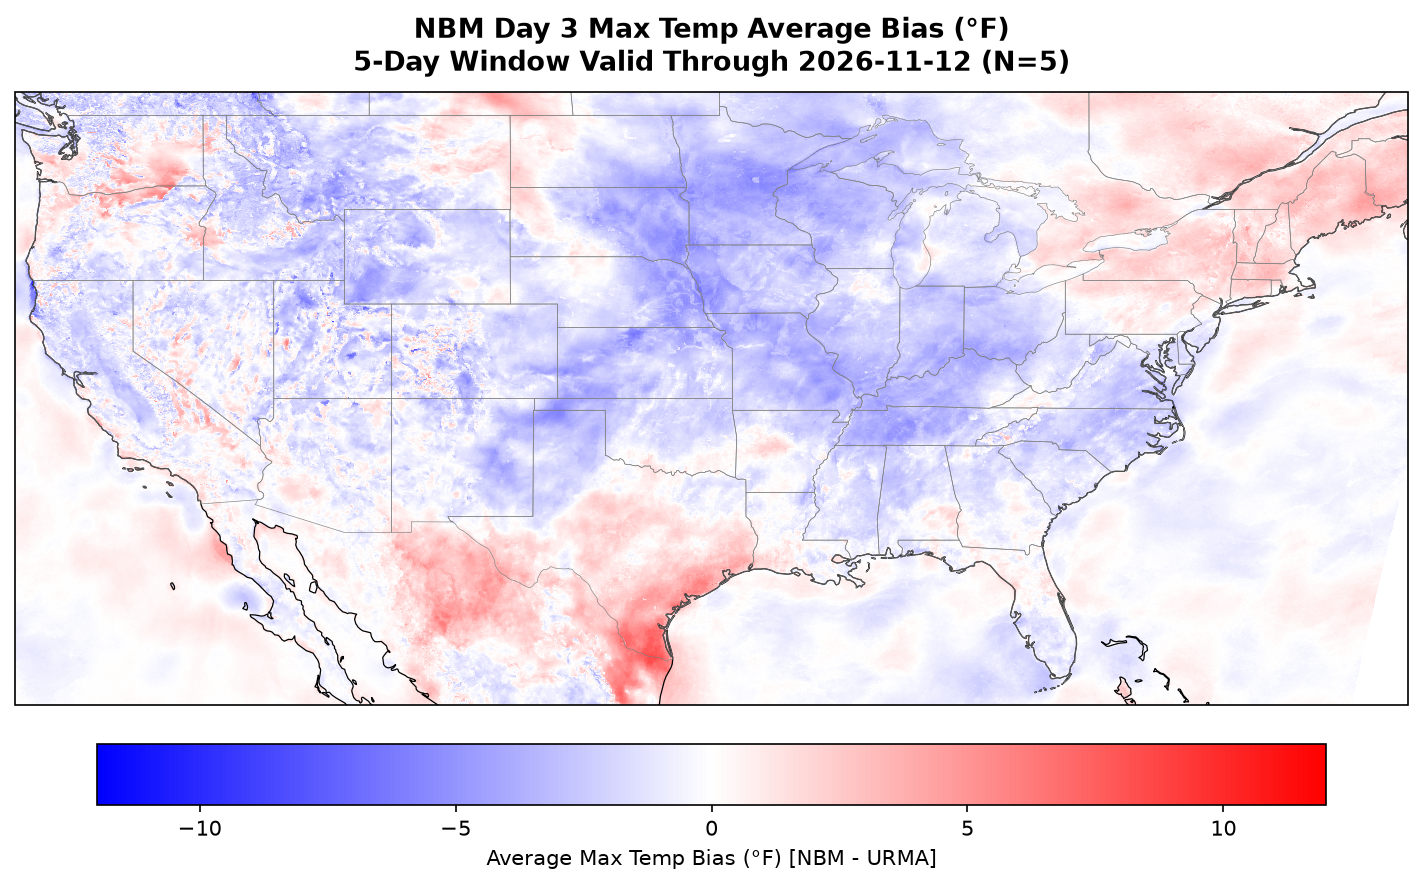 NBM Day 3 Max Temp Average Bias (°F)
5-Day Window Valid Through 2026-11-12 (N=5)
−10 −5 0 5 10
Average Max Temp Bias (°F) [NBM - URMA]